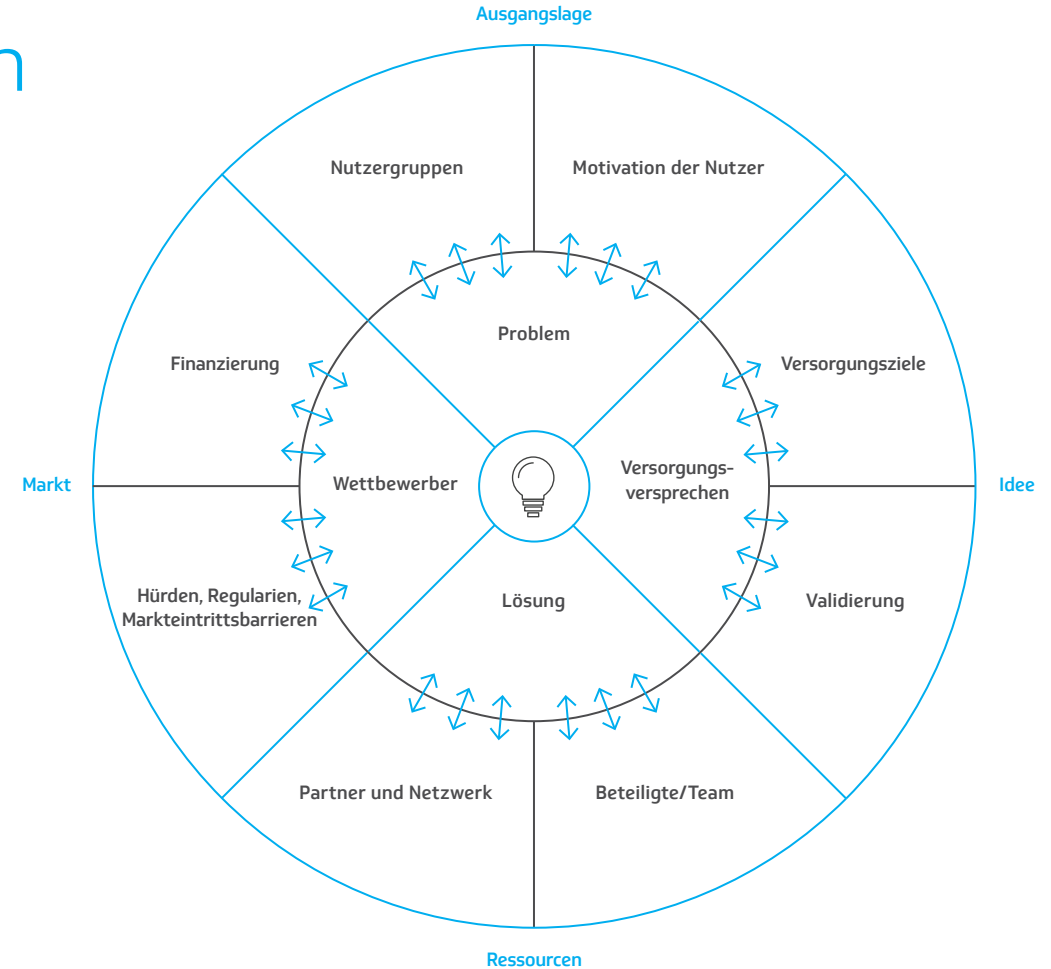 Ausgangslage
n
Nutzergruppen
Motivation der Nutzer
Problem
Finanzierung
Versorgungsziele
Markt
Wettbewerber
Versorgungs-
versprechen
Idee
Hürden, Regularien,
Markteintrittsbarrieren
Lösung
Validierung
Partner und Netzwerk
Beteiligte/Team
Ressourcen